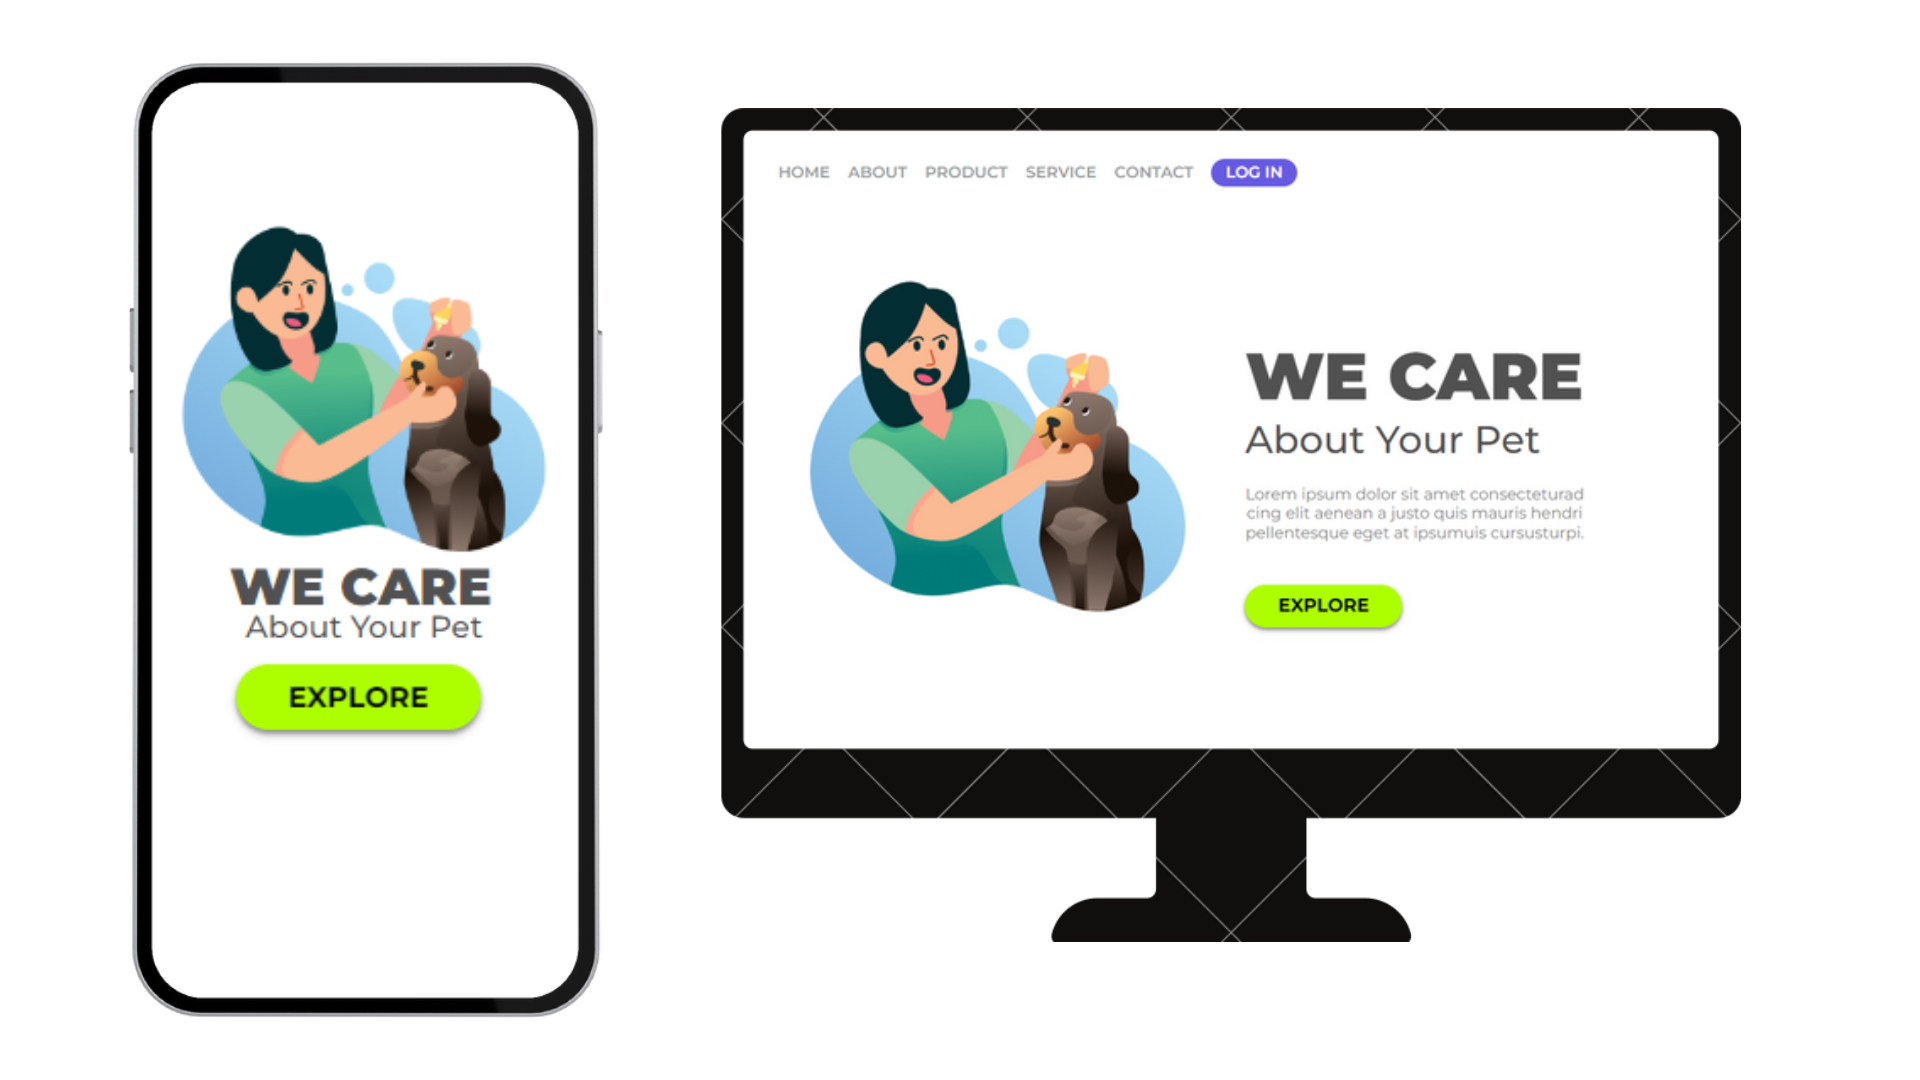 WE CARE
About Your Pet
EXPLORE
HOME ABOUT PRODUCT SERVICE CONTACT LOG IN
WE CARE
About Your Pet
Lorem ipsum dolor sit amet consecteturad
cing elit aenean a justo quis mauris hendri
pellentesque eget at ipsumuis cursusturpi.
EXPLORE